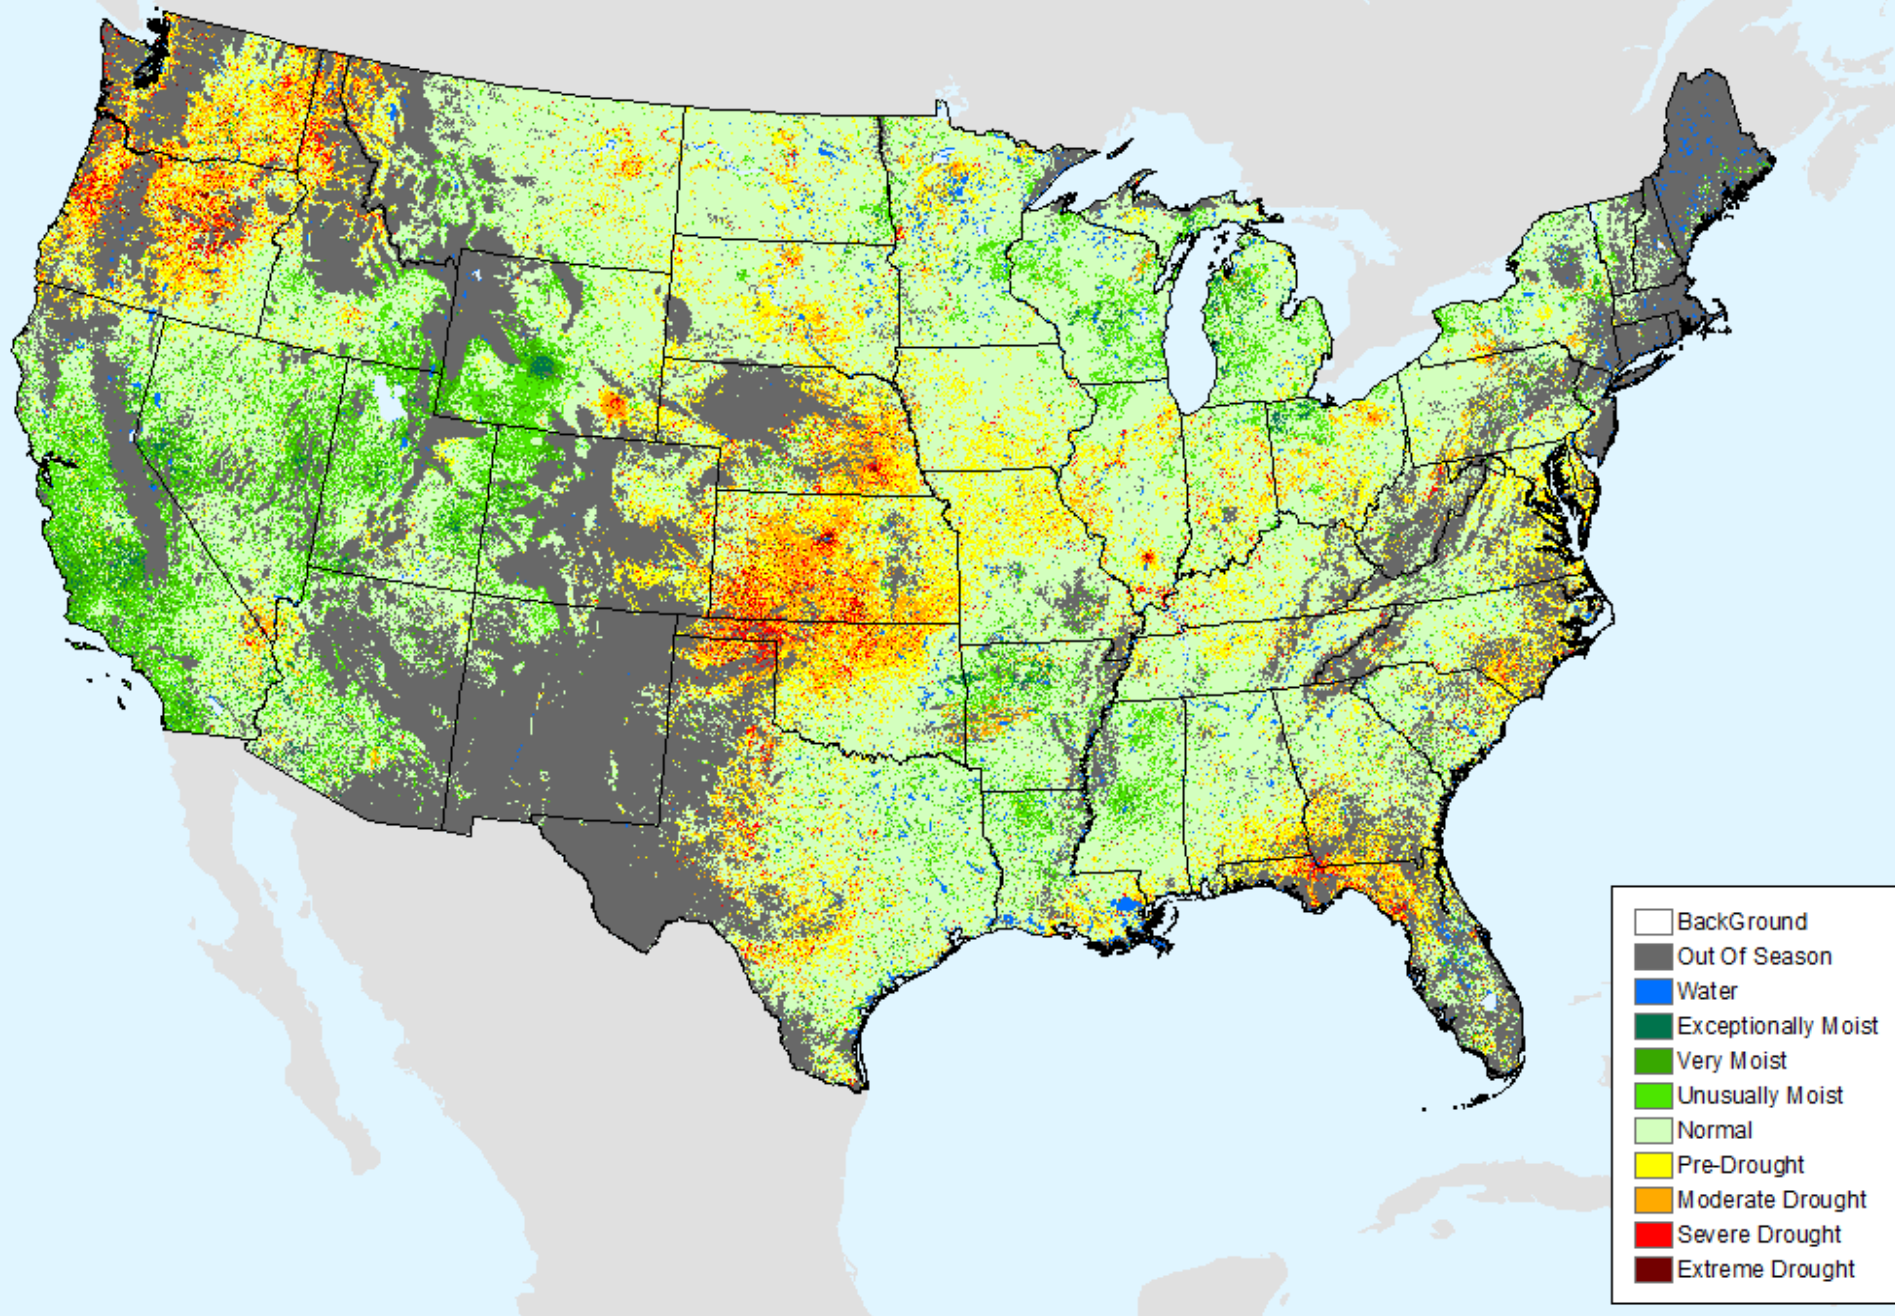 BackGround
Out Of Season
Water
Exceptionally Moist
Very Moist
Unusually Moist
Normal
Pre-Drought
Moderate Drought
Severe Drought
Extreme Drought